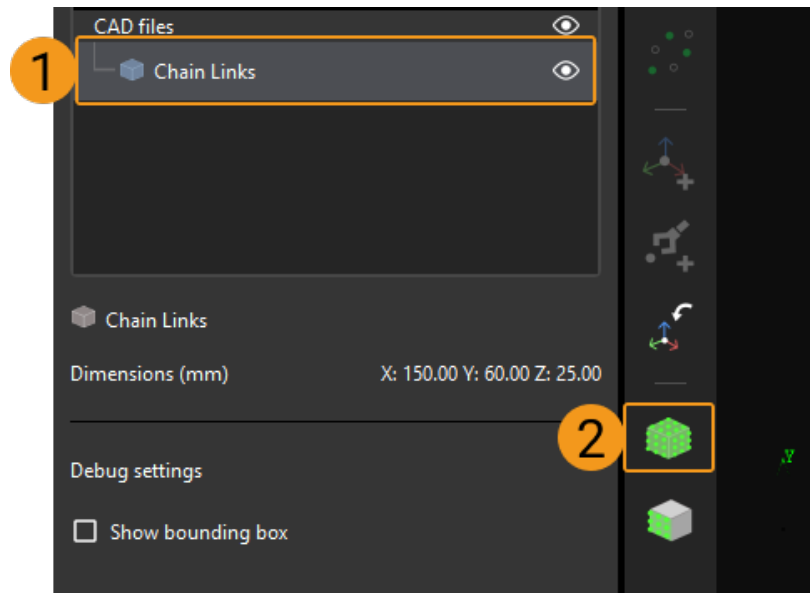 CAD files
1
Chain Links
Chain Links
Dimensions (mm) X: 150.00 Y: 60.00 Z: 25.00
2
Y
Debug settings
Show bounding box